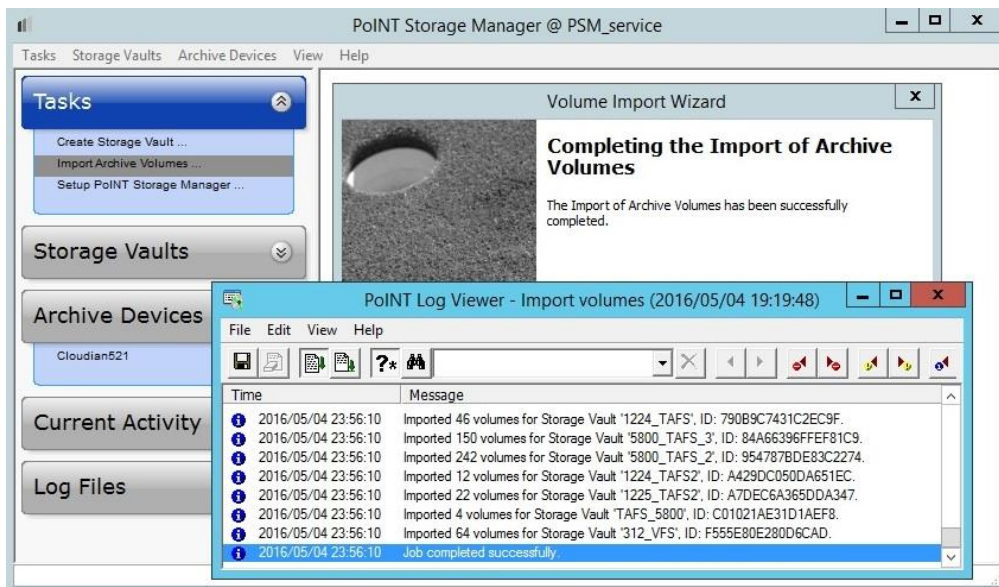 PoINT Storage Manager @ PSM_service
Tasks Storage Vaults Archive Devices View Help
Tasks
Create Storage Vault ...
Import Archive Volumes ...
Setup PoINT Storage Manager ...
Storage Vaults
Archive Devices
Cloudian521
Current Activity
Log Files
Volume Import Wizard
Completing the Import of Archive
Volumes
The Import of Archive Volumes has been successfully
completed.
PoINT Log Viewer - Import volumes (2016/05/04 19:19:48)
File Edit View Help
Time Message
2016/05/04 23:56:10 Imported 46 volumes for Storage Vault '1224_TAFS', ID: 790B9C7431C2EC9F.
2016/05/04 23:56:10 Imported 150 volumes for Storage Vault '5800_TAFS_3', ID: 84A66396FFEF81C9.
2016/05/04 23:56:10 Imported 242 volumes for Storage Vault '5800_TAFS_2', ID: 954787BDE83C2274.
2016/05/04 23:56:10 Imported 12 volumes for Storage Vault '1224_TAFS2', ID: A429DC050DA651EC.
2016/05/04 23:56:10 Imported 22 volumes for Storage Vault '1225_TAFS2', ID: A7DEC6A365DDA347.
2016/05/04 23:56:10 Imported 4 volumes for Storage Vault 'TAFS_5800', ID: C01021AE31D1AEF8.
2016/05/04 23:56:10 Imported 64 volumes for Storage Vault '312_VFS', ID: F555E80E280D6CAD.
2016/05/04 23:56:10 Job completed successfully.